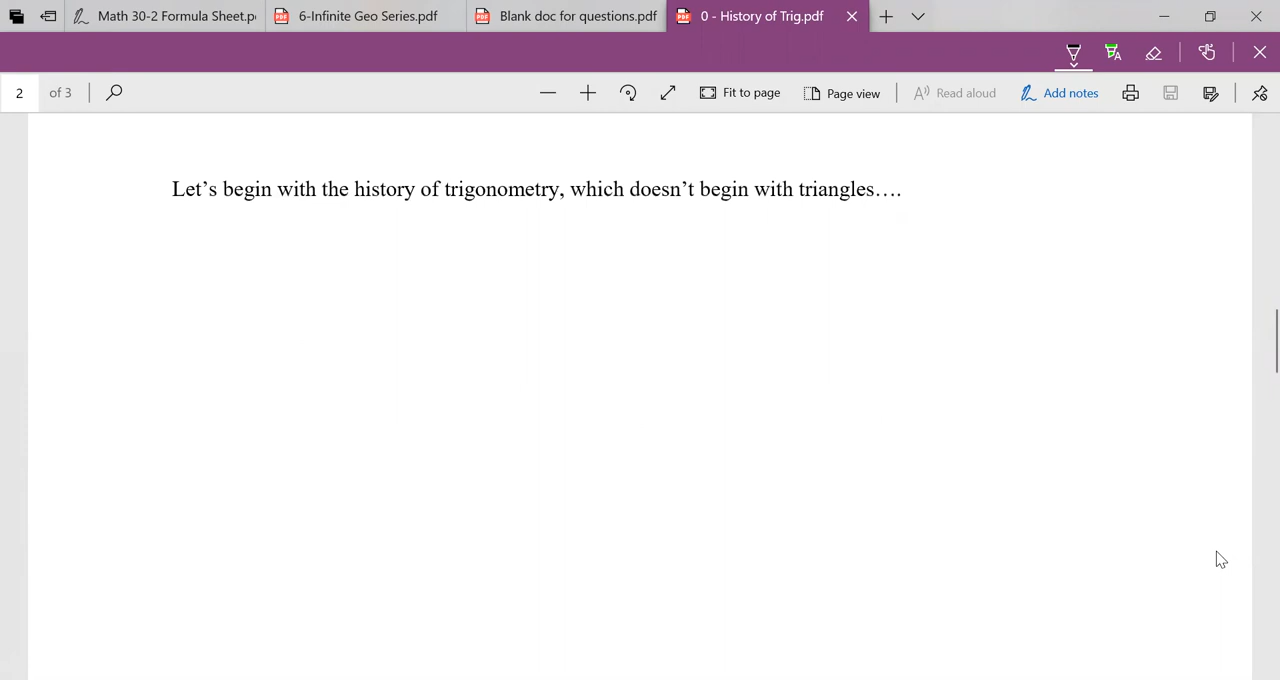 Math 30-2 Formula Sheet.p
6-Infinite Geo Series.pdf
Blank doc for questions.pdf
0 - History of Trig.pdf
2 of 3
Fit to page
Page view
Read aloud
Add notes
Let's begin with the history of trigonometry, which doesn't begin with triangles….